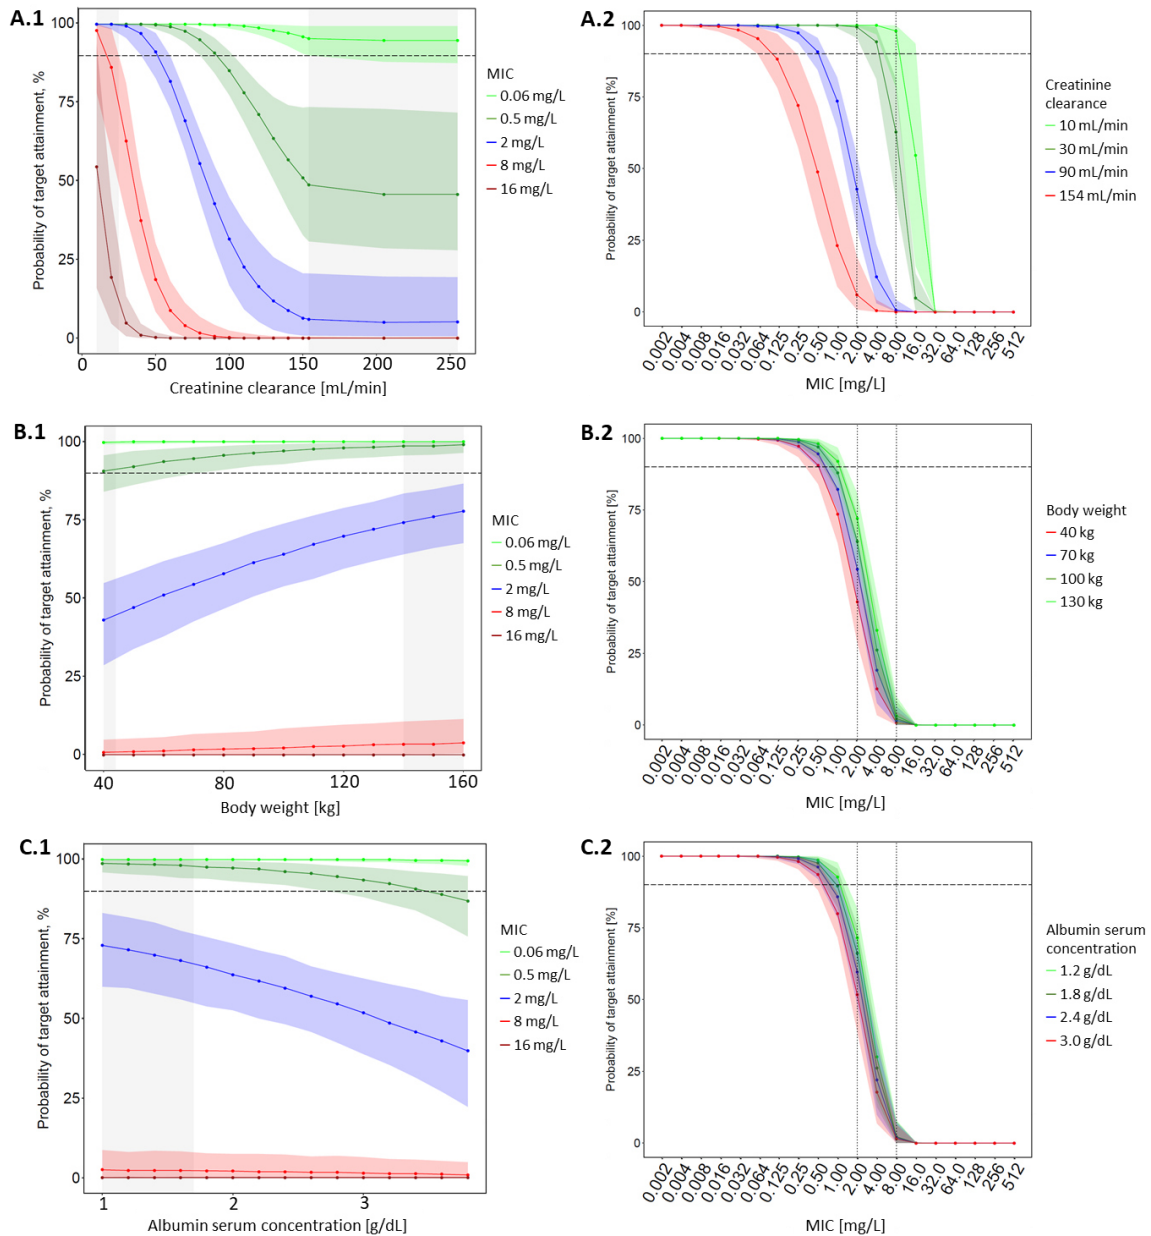 A.1
Probability of target attainment, %
100
75
50
25
0
0
50
100
150
200
250
Creatinine clearance [mL/min]
MIC
0.06 mg/L
0.5 mg/L
2 mg/L
8 mg/L
16 mg/L
A.2
Probability of target attainment [%]
100
75
50
25
0
0.002
0.004
0.008
0.016
0.032
0.064
0.125
0.25
0.50
1.00
2.00
4.00
8.00
16.0
32.0
64.0
128
256
512
MIC [mg/L]
Creatinine
clearance
10 mL/min
30 mL/min
90 mL/min
154 mL/min
B.1
Probability of target attainment, %
100
75
50
25
0
40
80
120
160
Body weight [kg]
MIC
0.06 mg/L
0.5 mg/L
2 mg/L
8 mg/L
16 mg/L
B.2
Probability of target attainment [%]
100
75
50
25
0
0.002
0.004
0.008
0.016
0.032
0.064
0.125
0.25
0.50
1.00
2.00
4.00
8.00
16.0
32.0
64.0
128
256
512
MIC [mg/L]
Body weight
40 kg
70 kg
100 kg
130 kg
C.1
Probability of target attainment, %
100
75
50
25
0
1
2
3
Albumin serum concentration [g/dL]
MIC
0.06 mg/L
0.5 mg/L
2 mg/L
8 mg/L
16 mg/L
C.2
Probability of target attainment [%]
100
75
50
25
0
0.002
0.004
0.008
0.016
0.032
0.064
0.125
0.25
0.50
1.00
2.00
4.00
8.00
16.0
32.0
64.0
128
256
512
MIC [mg/L]
Albumin serum
concentration
1.2 g/dL
1.8 g/dL
2.4 g/dL
3.0 g/dL